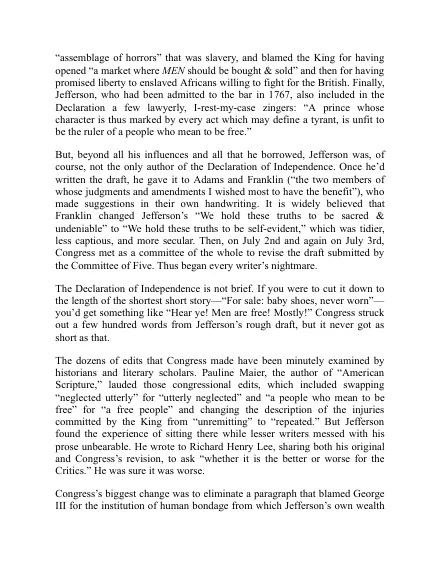 “assemblage of horrors” that was slavery, and blamed the King for having
opened “a market where MEN should be bought & sold” and then for having
promised liberty to enslaved Africans willing to fight for the British. Finally,
Jefferson, who had been admitted to the bar in 1767, also included in the
Declaration a few lawyerly, I-rest-my-case zingers: “A prince whose
character is thus marked by every act which may define a tyrant, is unfit to
be the ruler of a people who mean to be free.”
But, beyond all his influences and all that he borrowed, Jefferson was, of
course, not the only author of the Declaration of Independence. Once he’d
written the draft, he gave it to Adams and Franklin (“the two members of
whose judgments and amendments I wished most to have the benefit”), who
made suggestions in their own handwriting. It is widely believed that
Franklin changed Jefferson’s “We hold these truths to be sacred &
undeniable” to “We hold these truths to be self-evident,” which was tidier,
less captious, and more secular. Then, on July 2nd and again on July 3rd,
Congress met as a committee of the whole to revise the draft submitted by
the Committee of Five. Thus began every writer’s nightmare.
The Declaration of Independence is not brief. If you were to cut it down to
the length of the shortest short story—“For sale: baby shoes, never worn”—
you’d get something like “Hear ye! Men are free! Mostly!” Congress struck
out a few hundred words from Jefferson’s rough draft, but it never got as
short as that.
The dozens of edits that Congress made have been minutely examined by
historians and literary scholars. Pauline Maier, the author of “American
Scripture,” lauded those congressional edits, which included swapping
“neglected utterly” for “utterly neglected” and “a people who mean to be
free” for “a free people” and changing the description of the injuries
committed by the King from “unremitting” to “repeated.” But Jefferson
found the experience of sitting there while lesser writers messed with his
prose unbearable. He wrote to Richard Henry Lee, sharing both his original
and Congress’s revision, to ask “whether it is the better or worse for the
Critics.” He was sure it was worse.
Congress’s biggest change was to eliminate a paragraph that blamed George
III for the institution of human bondage from which Jefferson’s own wealth